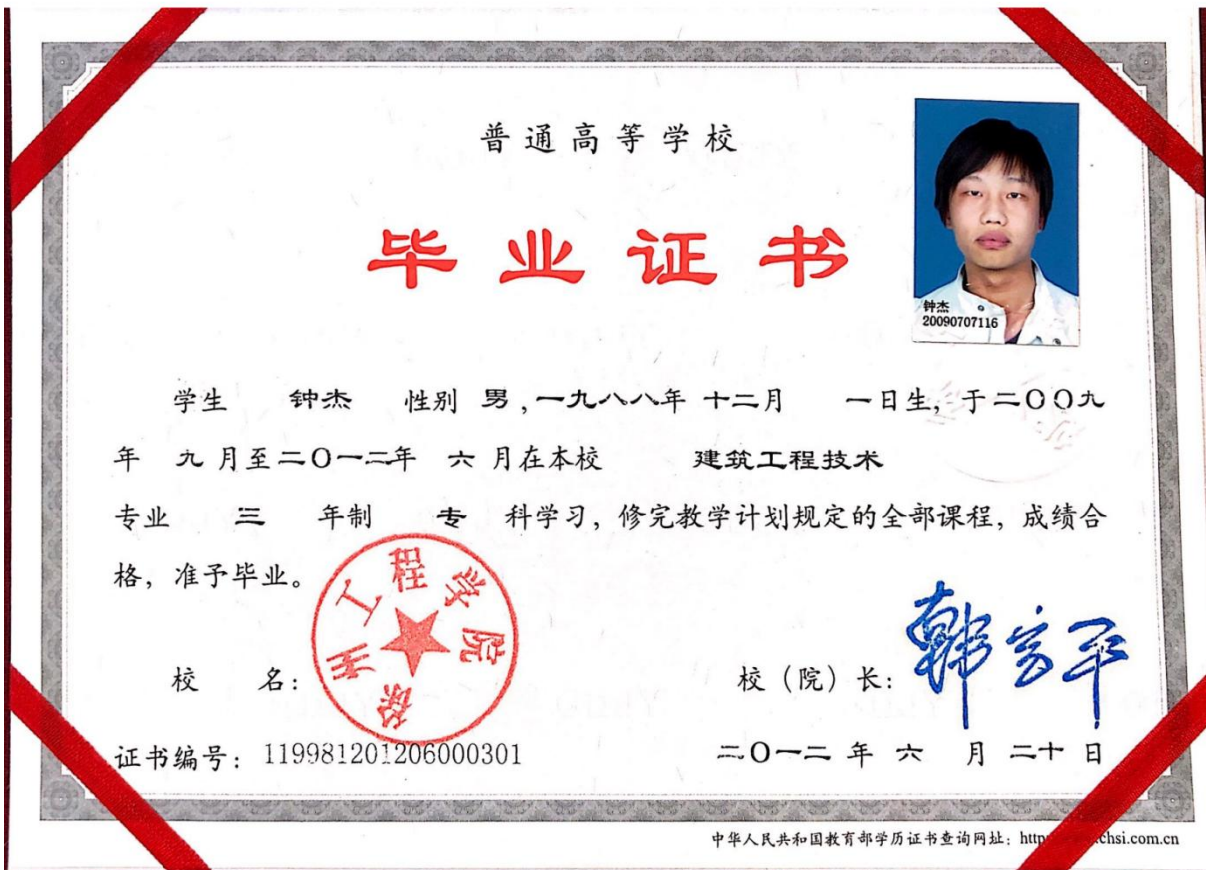 普通高等学校
毕业证书
钟杰
20090707116
学生 钟杰 性别 男,一九八八年 十二月 一日生,于二〇〇九
年 九 月至二〇一二年 六 月在本校 建筑工程技术
专业 三 年制 专 科学习,修完教学计划规定的全部课程,成绩合
格,准予毕业。
徐州工程学院
校 名: 校(院)长:
证书编号:119981201206000301 二〇一二 年 六 月 二十 日
中华人民共和国教育部学历证书查询网址:http chsi.com.cn